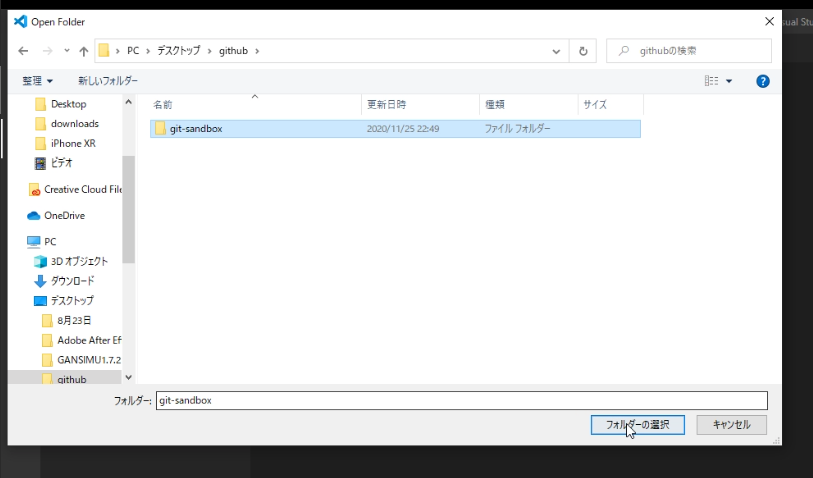 Open Folder
sual Stu
PC › デスクトップ › github ›
githubの検索
整理 新しいフォルダー
名前 更新日時 種類 サイズ
git-sandbox 2020/11/25 22:49 ファイル フォルダー
Desktop
downloads
iPhone XR
ビデオ
Creative Cloud File
OneDrive
PC
3D オブジェクト
ダウンロード
デスクトップ
8月23日
Adobe After Ef
GANSIMU1.7.2
github
フォルダー: git-sandbox
フォルダーの選択 キャンセル